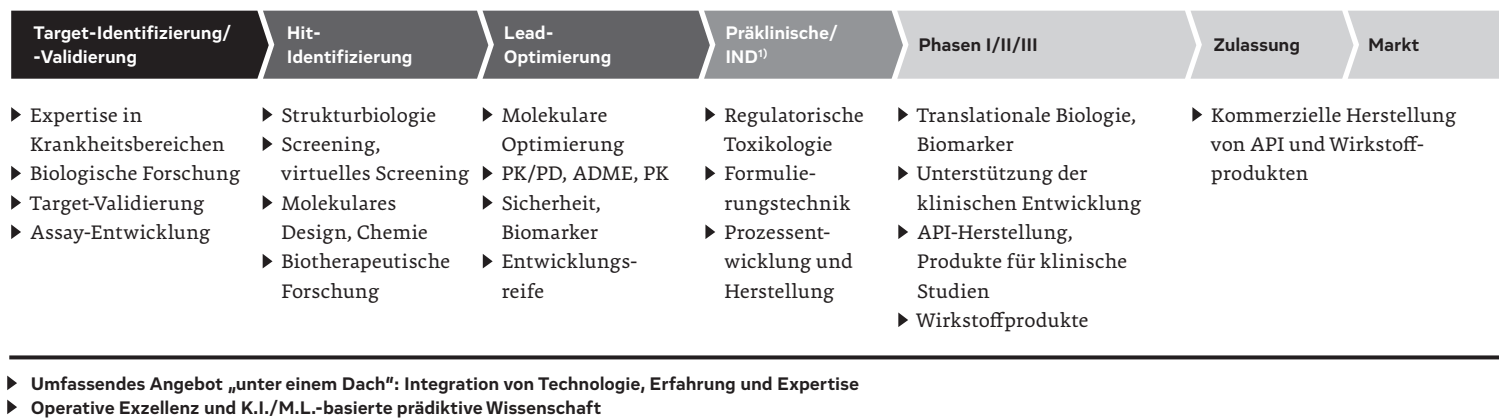 Target-Identifizierung/
-Validierung
Hit-
Identifizierung
Lead-
Optimierung
Präklinische/
IND¹⁾
Phasen I/II/III
Zulassung
Markt
▶ Expertise in
Krankheitsbereichen
▶ Biologische Forschung
▶ Target-Validierung
▶ Assay-Entwicklung
▶ Strukturbiologie
▶ Screening,
virtuelles Screening
▶ Molekulares
Design, Chemie
▶ Biotherapeutische
Forschung
▶ Molekulare
Optimierung
▶ PK/PD, ADME, PK
▶ Sicherheit,
Biomarker
▶ Entwicklungs-
reife
▶ Regulatorische
Toxikologie
▶ Formulie-
rungstechnik
▶ Prozessent-
wicklung und
Herstellung
▶ Translationale Biologie,
Biomarker
▶ Unterstützung der
klinischen Entwicklung
▶ API-Herstellung,
Produkte für klinische
Studien
▶ Wirkstoffprodukte
▶ Kommerzielle Herstellung
von API und Wirkstoff-
produkten
▶ Umfassendes Angebot „unter einem Dach": Integration von Technologie, Erfahrung und Expertise
▶ Operative Exzellenz und K.I./M.L.-basierte prädiktive Wissenschaft